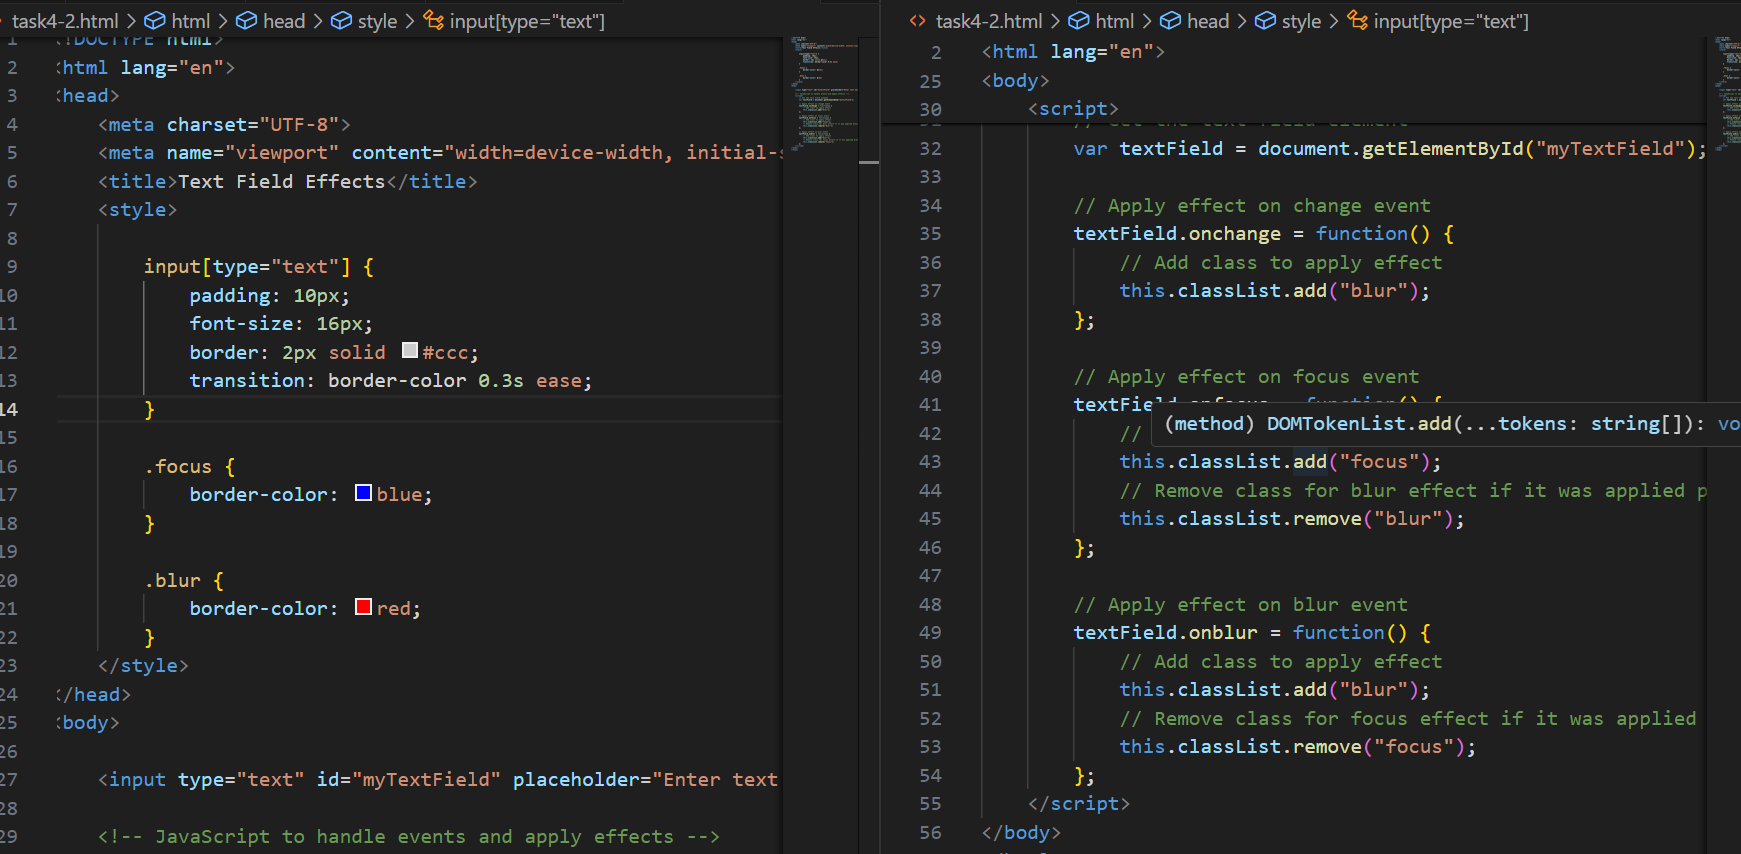 task4-2.html > html > head > style > input[type="text"]
1 <!DOCTYPE html>
2 <html lang="en">
3 <head>
4 <meta charset="UTF-8">
5 <meta name="viewport" content="width=device-width, initial-s
6 <title>Text Field Effects</title>
7 <style>
8
9 input[type="text"] {
10 padding: 10px;
11 font-size: 16px;
12 border: 2px solid #ccc;
13 transition: border-color 0.3s ease;
14 }
15
16 .focus {
17 border-color: blue;
18 }
19
20 .blur {
21 border-color: red;
22 }
23 </style>
24 </head>
25 <body>
26
27 <input type="text" id="myTextField" placeholder="Enter text
28
29 <!-- JavaScript to handle events and apply effects -->
<> task4-2.html > html > head > style > input[type="text"]
2 <html lang="en">
25 <body>
30 <script>
// Get the text field element
32 var textField = document.getElementById("myTextField");
33
34 // Apply effect on change event
35 textField.onchange = function() {
36 // Add class to apply effect
37 this.classList.add("blur");
38 };
39
40 // Apply effect on focus event
41 textField.onfocus = function() {
(method) DOMTokenList.add(...tokens: string[]): vo
42 //
43 this.classList.add("focus");
44 // Remove class for blur effect if it was applied p
45 this.classList.remove("blur");
46 };
47
48 // Apply effect on blur event
49 textField.onblur = function() {
50 // Add class to apply effect
51 this.classList.add("blur");
52 // Remove class for focus effect if it was applied
53 this.classList.remove("focus");
54 };
55 </script>
56 </body>